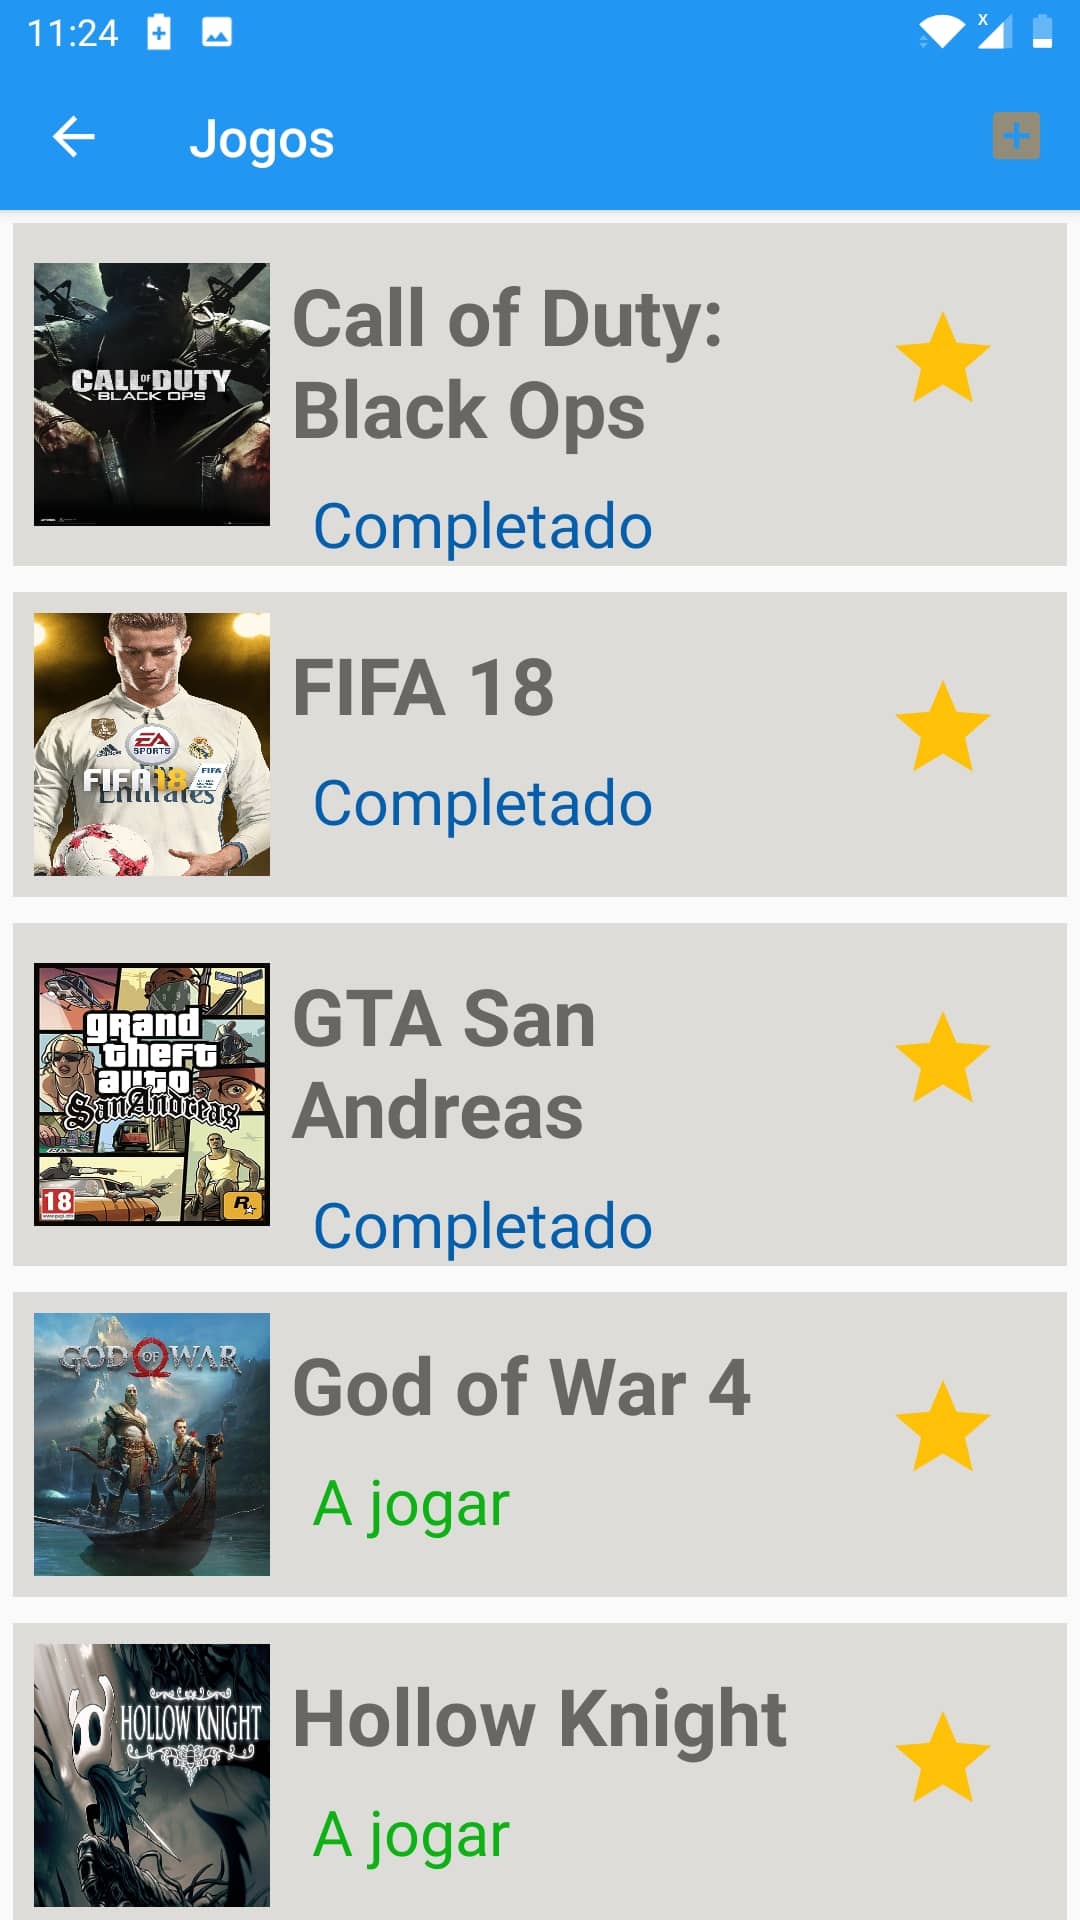 11:24
x
Jogos
CALL OF DUTY
BLACK OPS
Call of Duty:
Black Ops
Completado
EA
SPORTS
FIFA 18
FIFA
Fly
Emirates
FIFA 18
Completado
grand
theft
auto
San Andreas
18
R
GTA San
Andreas
Completado
GOD OF WAR
God of War 4
A jogar
HOLLOW KNIGHT
Hollow Knight
A jogar